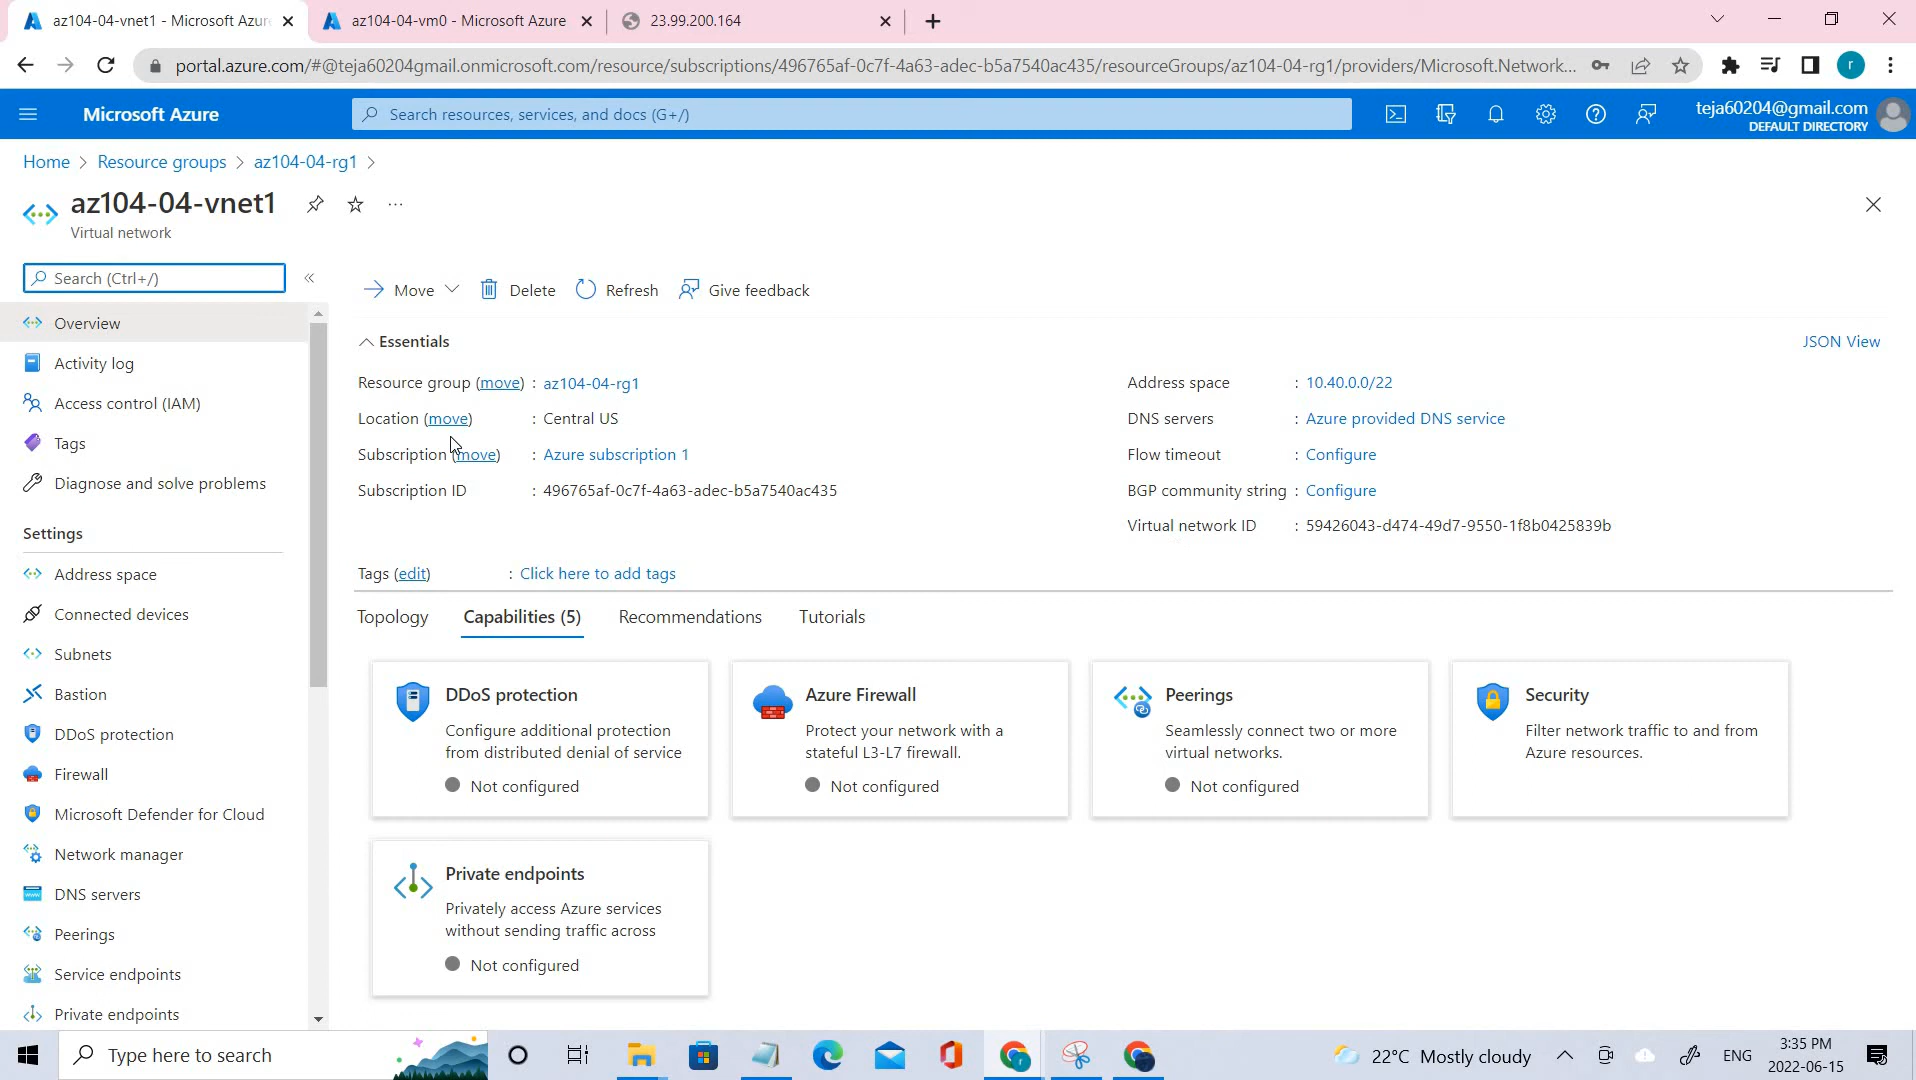 az104-04-vnet1 - Microsoft Azure
az104-04-vm0 - Microsoft Azure
23.99.200.164
portal.azure.com/#@teja60204gmail.onmicrosoft.com/resource/subscriptions/496765af-0c7f-4a63-adec-b5a7540ac435/resourceGroups/az104-04-rg1/providers/Microsoft.Network...
r
Microsoft Azure
Search resources, services, and docs (G+/)
teja60204@gmail.com
DEFAULT DIRECTORY
Home > Resource groups > az104-04-rg1 >
az104-04-vnet1
Virtual network
Search (Ctrl+/)
Overview
Activity log
Access control (IAM)
Tags
Diagnose and solve problems
Settings
Address space
Connected devices
Subnets
Bastion
DDoS protection
Firewall
Microsoft Defender for Cloud
Network manager
DNS servers
Peerings
Service endpoints
Private endpoints
Move
Delete
Refresh
Give feedback
Essentials
JSON View
Resource group (move) : az104-04-rg1
Location (move) : Central US
Subscription (move) : Azure subscription 1
Subscription ID : 496765af-0c7f-4a63-adec-b5a7540ac435
Address space : 10.40.0.0/22
DNS servers : Azure provided DNS service
Flow timeout : Configure
BGP community string : Configure
Virtual network ID : 59426043-d474-49d7-9550-1f8b0425839b
Tags (edit) : Click here to add tags
Topology
Capabilities (5)
Recommendations
Tutorials
DDoS protection
Configure additional protection
from distributed denial of service
Not configured
Azure Firewall
Protect your network with a
stateful L3-L7 firewall.
Not configured
Peerings
Seamlessly connect two or more
virtual networks.
Not configured
Security
Filter network traffic to and from
Azure resources.
Private endpoints
Privately access Azure services
without sending traffic across
Not configured
Type here to search
22°C Mostly cloudy
ENG
3:35 PM
2022-06-15